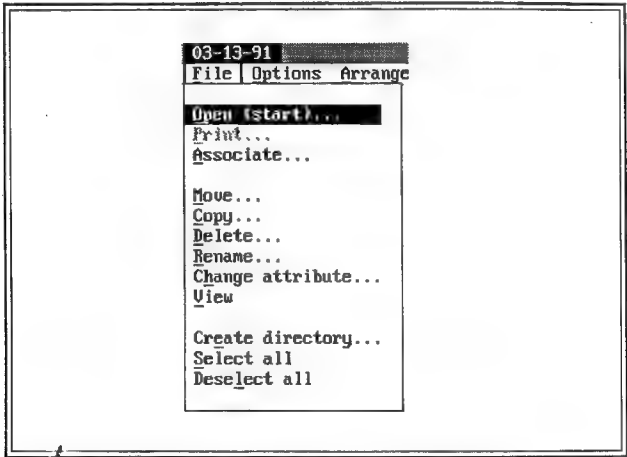 03-13-91
File Options Arrange
Open (start)...
Print...
Associate...
Move...
Copy...
Delete...
Rename...
Change attribute...
View
Create directory...
Select all
Deselect all